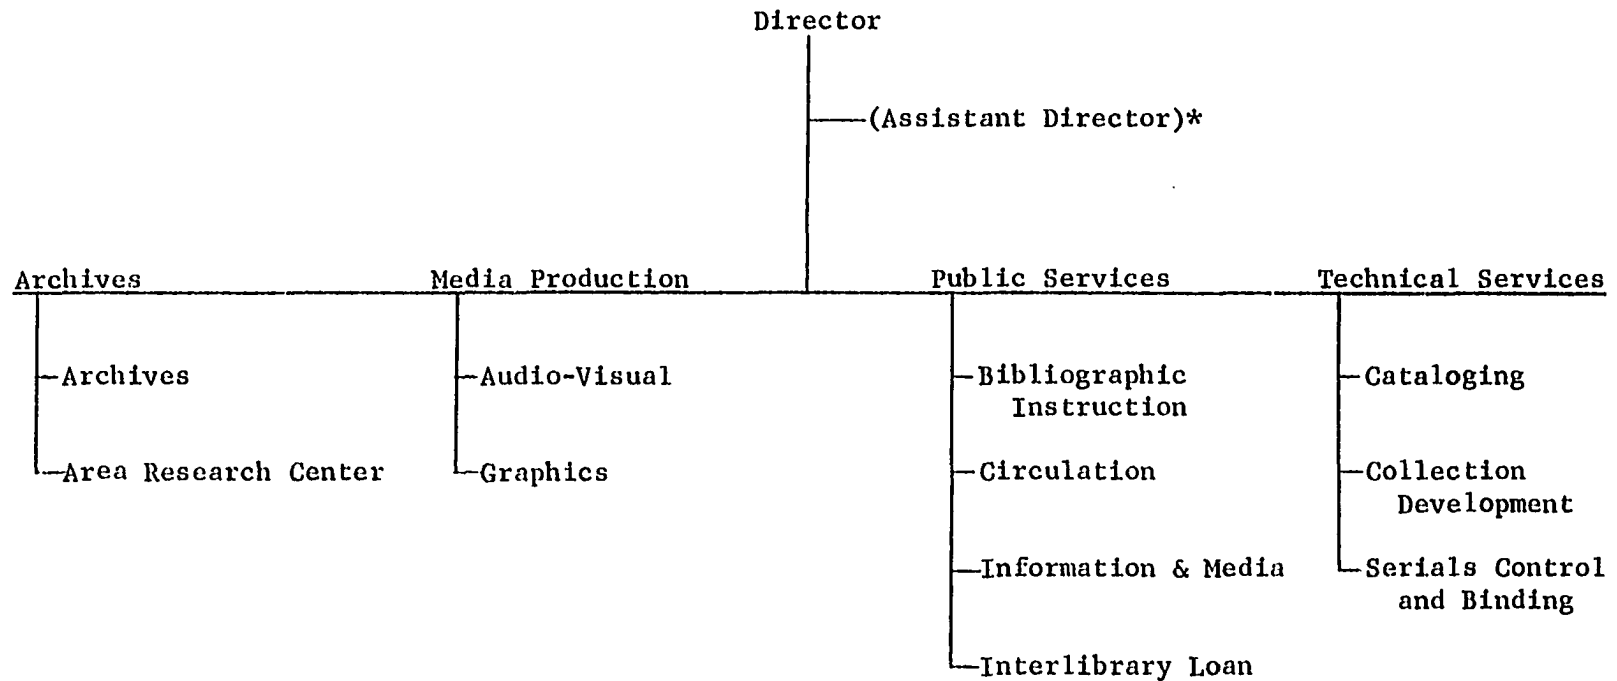 Director
(Assistant Director)*
Archives
Media Production
Public Services
Technical Services
Archives
Area Research Center
Audio-Visual
Graphics
Bibliographic
Instruction
Circulation
Information & Media
Interlibrary Loan
Cataloging
Collection
Development
Serials Control
and Binding